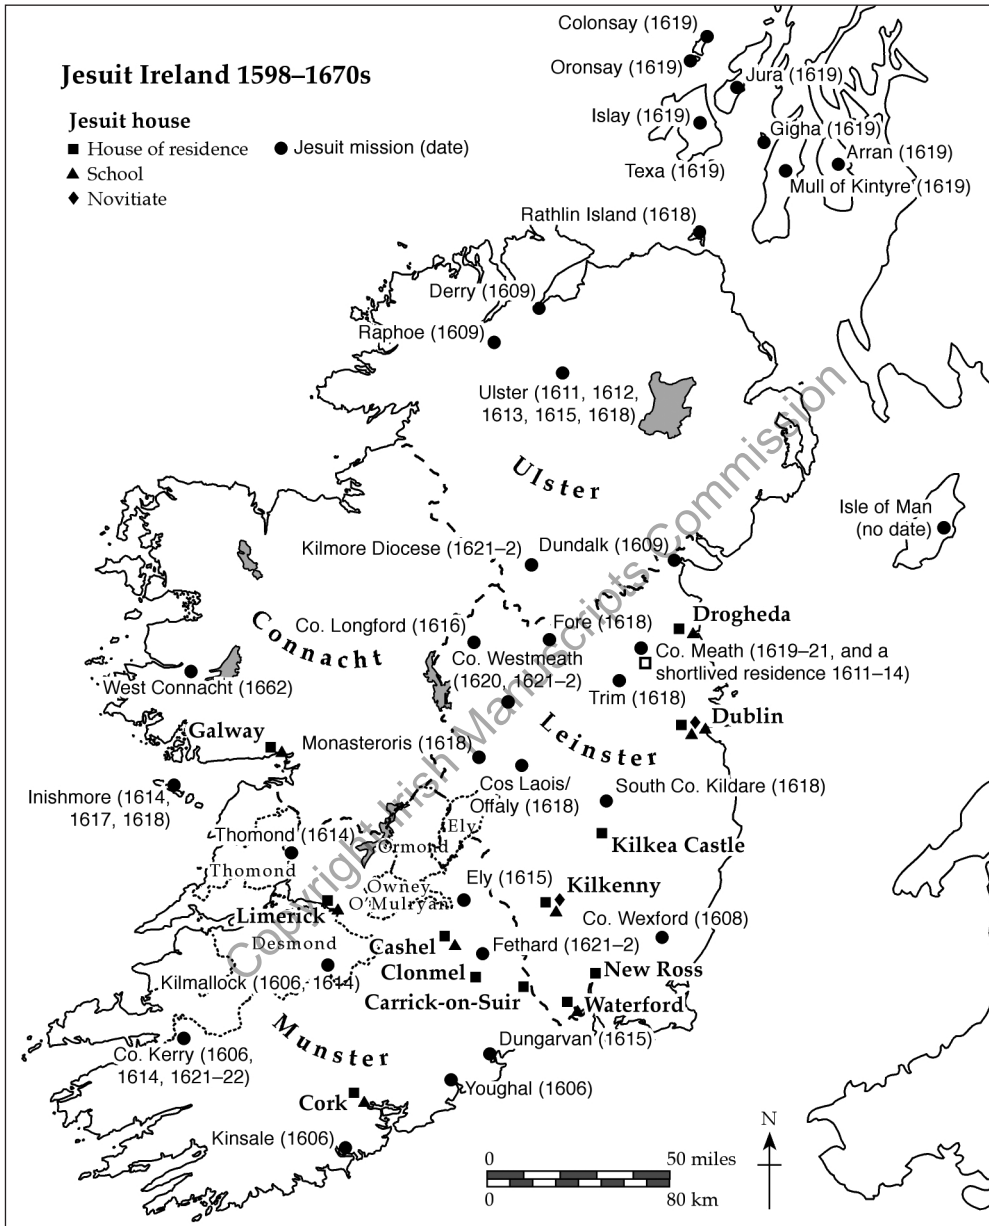 Jesuit Ireland 1598–1670s
Jesuit house
House of residence
Jesuit mission (date)
School
Novitiate
Colonsay (1619)
Oronsay (1619)
Jura (1619)
Islay (1619)
Gigha (1619)
Arran (1619)
Texa (1619)
Mull of Kintyre (1619)
Rathlin Island (1618)
Derry (1609)
Raphoe (1609)
Ulster (1611, 1612,
1613, 1615, 1618)
Ulster
Isle of Man
(no date)
Kilmore Diocese (1621–2)
Dundalk (1609)
Drogheda
Connacht
Co. Longford (1616)
Fore (1618)
Co. Meath (1619–21, and a
shortlived residence 1611–14)
Co. Westmeath
(1620, 1621–2)
West Connacht (1662)
Trim (1618)
Dublin
Leinster
Galway
Monasteroris (1618)
Cos Laois/
Offaly (1618)
South Co. Kildare (1618)
Inishmore (1614,
1617, 1618)
Thomond (1614)
Ely
Ormond
Kilkea Castle
Thomond
Owney
O'Mulryan
Ely (1615)
Kilkenny
Limerick
Co. Wexford (1608)
Desmond
Cashel
Fethard (1621–2)
Clonmel
New Ross
Kilmallock (1606, 1614)
Carrick-on-Suir
Waterford
Munster
Dungarvan (1615)
Co. Kerry (1606,
1614, 1621–22)
Youghal (1606)
Cork
Kinsale (1606)
N
0 50 miles
0 80 km
Copyright Irish Manuscripts Commission